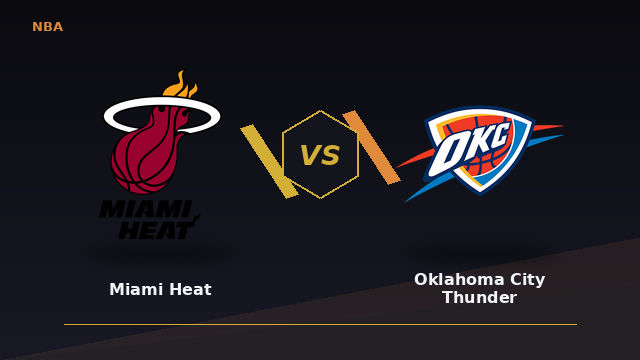 NBA
MIAMI
HEAT
VS
OKC
Miami Heat
Oklahoma City
Thunder